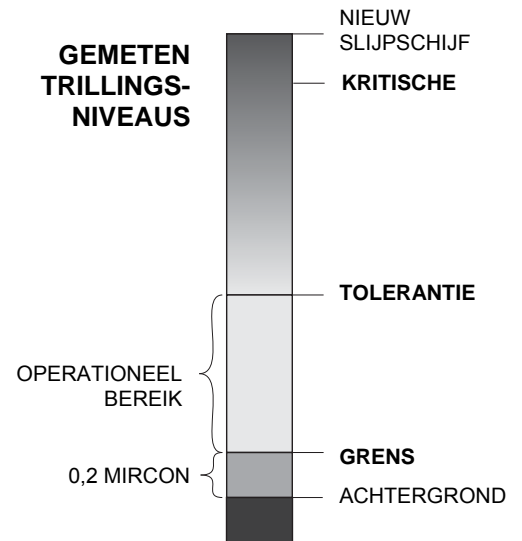 GEMETEN
TRILLINGS-
NIVEAUS
NIEUW
SLIJPSCHIJF
KRITISCHE
TOLERANTIE
OPERATIONEEL
BEREIK
GRENS
0,2 MIRCON
ACHTERGROND